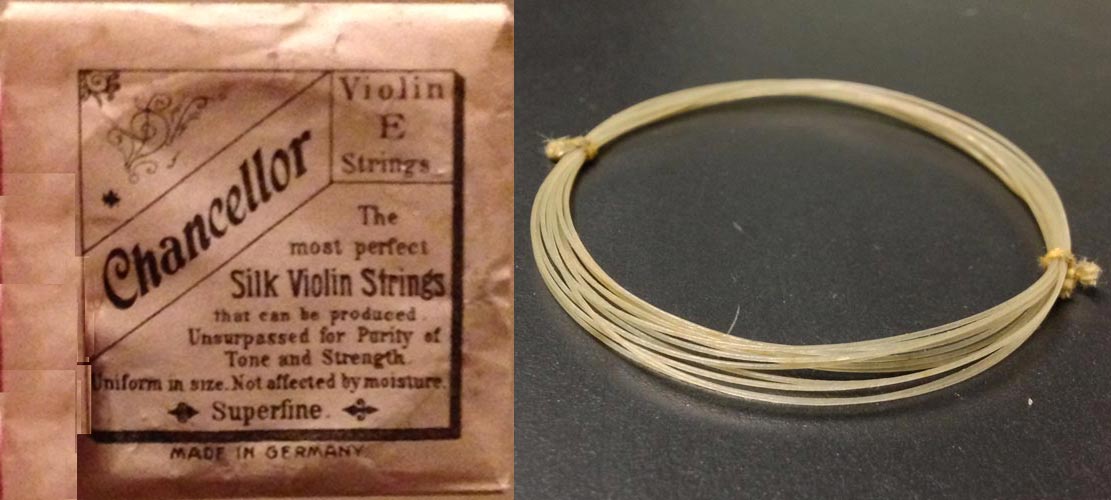 Violin
E
Strings.
Chancellor
The
most perfect
Silk Violin Strings
that can be produced.
Unsurpassed for Purity of
Tone and Strength.
Uniform in size. Not affected by moisture.
Superfine.
MADE IN GERMANY